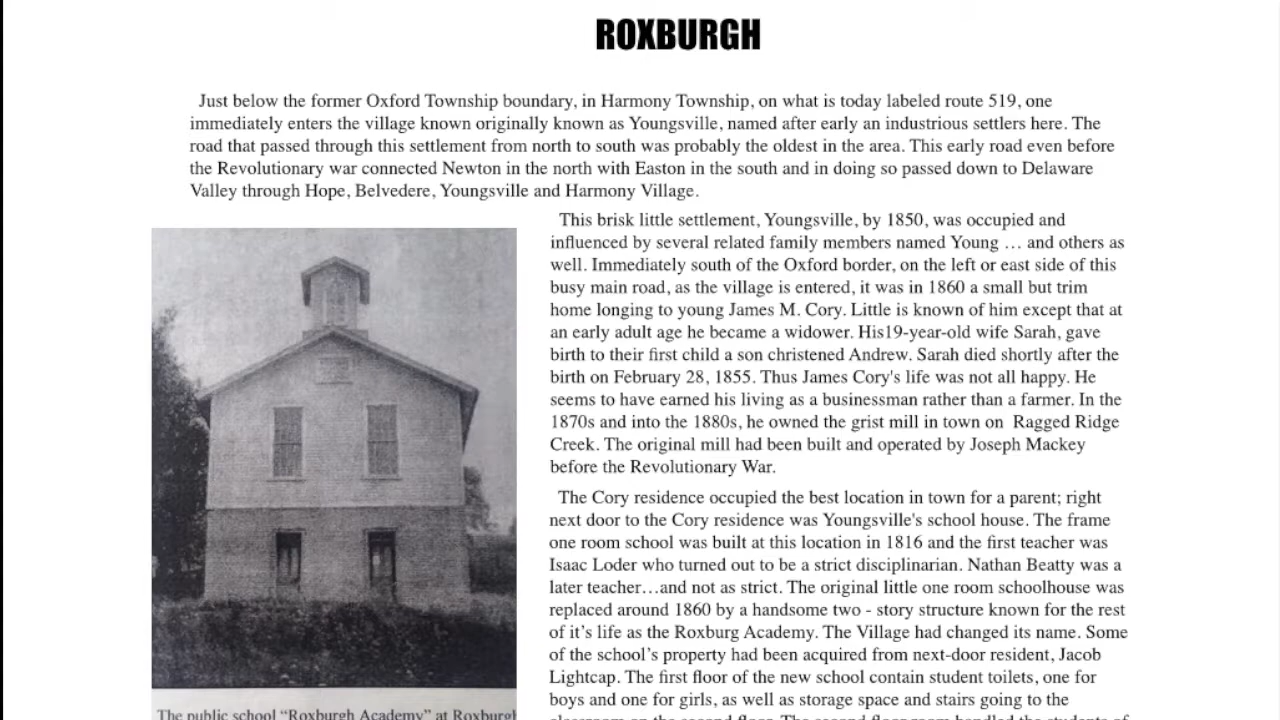 ROXBURGH
Just below the former Oxford Township boundary, in Harmony Township, on what is today labeled route 519, one
immediately enters the village known originally known as Youngsville, named after early an industrious settlers here. The
road that passed through this settlement from north to south was probably the oldest in the area. This early road even before
the Revolutionary war connected Newton in the north with Easton in the south and in doing so passed down to Delaware
Valley through Hope, Belvedere, Youngsville and Harmony Village.
This brisk little settlement, Youngsville, by 1850, was occupied and
influenced by several related family members named Young … and others as
well. Immediately south of the Oxford border, on the left or east side of this
busy main road, as the village is entered, it was in 1860 a small but trim
home longing to young James M. Cory. Little is known of him except that at
an early adult age he became a widower. His19-year-old wife Sarah, gave
birth to their first child a son christened Andrew. Sarah died shortly after the
birth on February 28, 1855. Thus James Cory's life was not all happy. He
seems to have earned his living as a businessman rather than a farmer. In the
1870s and into the 1880s, he owned the grist mill in town on Ragged Ridge
Creek. The original mill had been built and operated by Joseph Mackey
before the Revolutionary War.
The Cory residence occupied the best location in town for a parent; right
next door to the Cory residence was Youngsville's school house. The frame
one room school was built at this location in 1816 and the first teacher was
Isaac Loder who turned out to be a strict disciplinarian. Nathan Beatty was a
later teacher…and not as strict. The original little one room schoolhouse was
replaced around 1860 by a handsome two - story structure known for the rest
of it’s life as the Roxburg Academy. The Village had changed its name. Some
of the school’s property had been acquired from next-door resident, Jacob
Lightcap. The first floor of the new school contain student toilets, one for
boys and one for girls, as well as storage space and stairs going to the
classroom on the second floor. The second floor room handled the students of
The public school “Roxburgh Academy” at Roxburgh